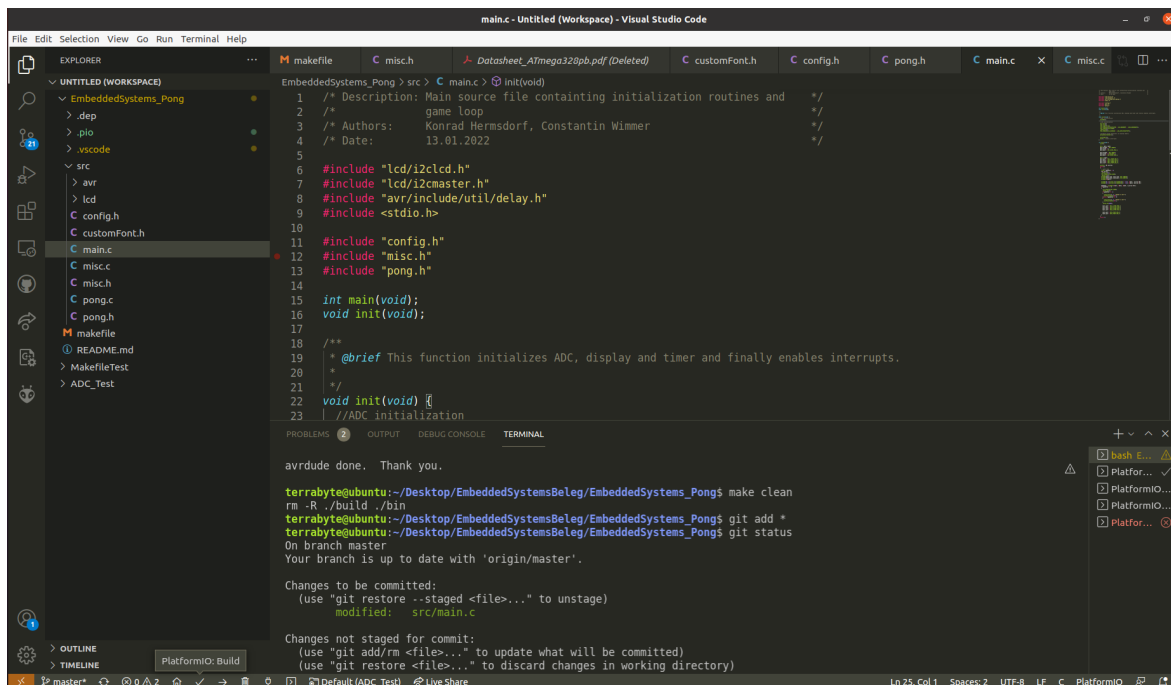 main.c - Untitled (Workspace) - Visual Studio Code
File Edit Selection View Go Run Terminal Help
EXPLORER
UNTITLED (WORKSPACE)
EmbeddedSystems_Pong
.dep
.pio
.vscode
src
avr
lcd
C config.h
C customFont.h
C main.c
C misc.c
C misc.h
C pong.c
C pong.h
M makefile
README.md
MakefileTest
ADC_Test
OUTLINE
TIMELINE
21
1
M makefile C misc.h Datasheet_ATmega328pb.pdf (Deleted) C customFont.h C config.h C pong.h C main.c C misc.c
EmbeddedSystems_Pong > src > C main.c > init(void)
1 /* Description: Main source file containting initialization routines and */
2 /* game loop */
3 /* Authors: Konrad Hermsdorf, Constantin Wimmer */
4 /* Date: 13.01.2022 */
5
6 #include "lcd/i2clcd.h"
7 #include "lcd/i2cmaster.h"
8 #include "avr/include/util/delay.h"
9 #include <stdio.h>
10
11 #include "config.h"
12 #include "misc.h"
13 #include "pong.h"
14
15 int main(void);
16 void init(void);
17
18 /**
19 * @brief This function initializes ADC, display and timer and finally enables interrupts.
20 *
21 */
22 void init(void) {
23 //ADC initialization
PROBLEMS 2 OUTPUT DEBUG CONSOLE TERMINAL
avrdude done. Thank you.
terrabyte@ubuntu:~/Desktop/EmbeddedSystemsBeleg/EmbeddedSystems_Pong$ make clean
rm -R ./build ./bin
terrabyte@ubuntu:~/Desktop/EmbeddedSystemsBeleg/EmbeddedSystems_Pong$ git add *
terrabyte@ubuntu:~/Desktop/EmbeddedSystemsBeleg/EmbeddedSystems_Pong$ git status
On branch master
Your branch is up to date with 'origin/master'.
Changes to be committed:
(use "git restore --staged <file>..." to unstage)
modified: src/main.c
Changes not staged for commit:
(use "git add/rm <file>..." to update what will be committed)
(use "git restore <file>..." to discard changes in working directory)
bash E...
Platfor...
PlatformIO...
PlatformIO...
Platfor...
PlatformIO: Build
master* 0 2 Default (ADC_Test) Live Share Ln 25, Col 1 Spaces: 2 UTF-8 LF C PlatformIO